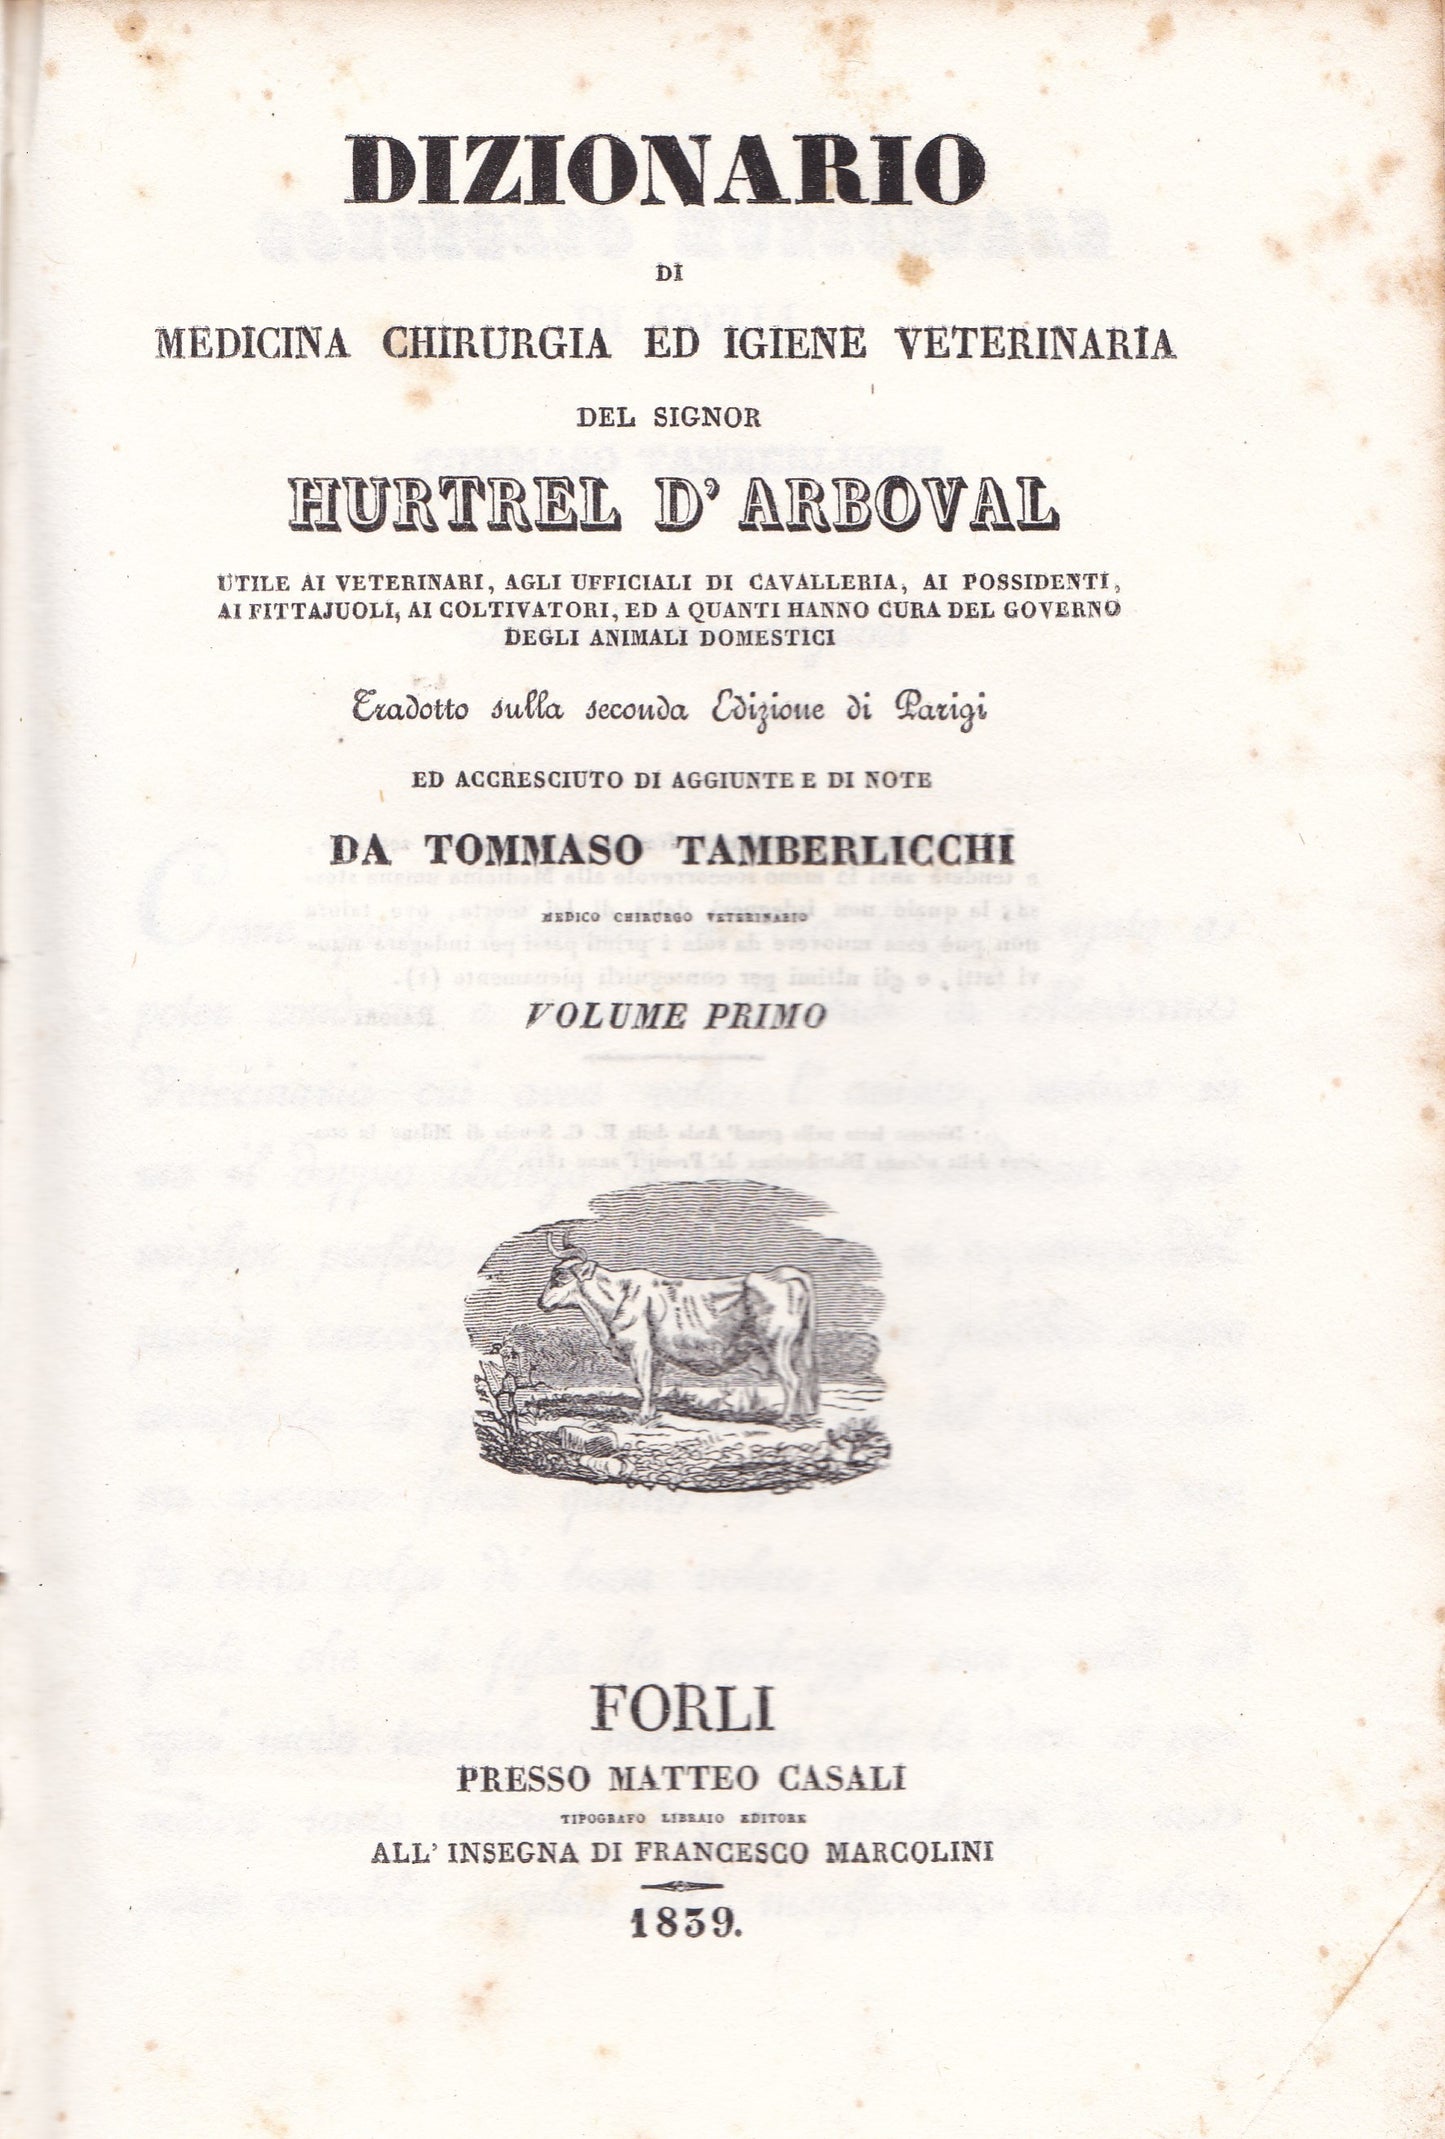 DIZIONARIO
DI
MEDICINA CHIRURGIA ED IGIENE VETERINARIA
DEL SIGNOR
HURTREL D' ARBOVAL
UTILE AI VETERINARI, AGLI UFFICIALI DI CAVALLERIA, AI POSSIDENTI,
AI FITTAJUOLI, AI COLTIVATORI, ED A QUANTI HANNO CURA DEL GOVERNO
DEGLI ANIMALI DOMESTICI
Tradotto sulla seconda Edizione di Parigi
ED ACCRESCIUTO DI AGGIUNTE E DI NOTE
DA TOMMASO TAMBERLICCHI
MEDICO CHIRURGO VETERINARIO
VOLUME PRIMO
FORLI
PRESSO MATTEO CASALI
TIPOGRAFO LIBRAIO EDITORE
ALL' INSEGNA DI FRANCESCO MARCOLINI
1839.